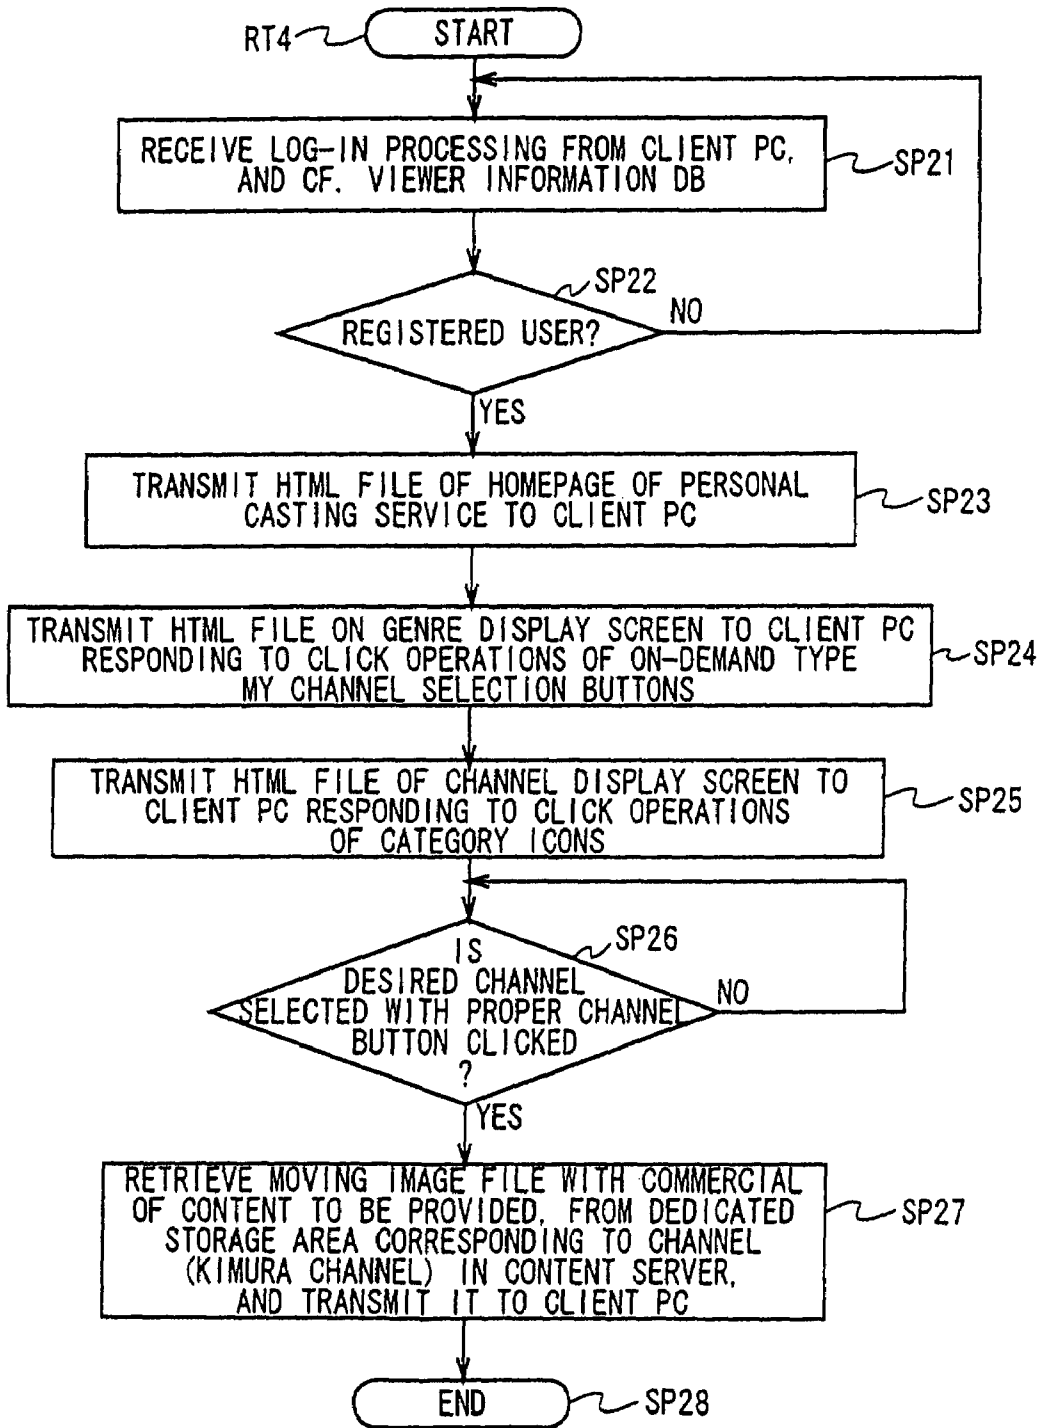 RT4
START
RECEIVE LOG-IN PROCESSING FROM CLIENT PC,
AND CF. VIEWER INFORMATION DB
SP21
SP22
REGISTERED USER?
NO
YES
TRANSMIT HTML FILE OF HOMEPAGE OF PERSONAL
CASTING SERVICE TO CLIENT PC
SP23
TRANSMIT HTML FILE ON GENRE DISPLAY SCREEN TO CLIENT PC
RESPONDING TO CLICK OPERATIONS OF ON-DEMAND TYPE
MY CHANNEL SELECTION BUTTONS
SP24
TRANSMIT HTML FILE OF CHANNEL DISPLAY SCREEN TO
CLIENT PC RESPONDING TO CLICK OPERATIONS
OF CATEGORY ICONS
SP25
SP26
IS
DESIRED CHANNEL
SELECTED WITH PROPER CHANNEL
BUTTON CLICKED
?
NO
YES
RETRIEVE MOVING IMAGE FILE WITH COMMERCIAL
OF CONTENT TO BE PROVIDED, FROM DEDICATED
STORAGE AREA CORRESPONDING TO CHANNEL
(KIMURA CHANNEL) IN CONTENT SERVER,
AND TRANSMIT IT TO CLIENT PC
SP27
END
SP28